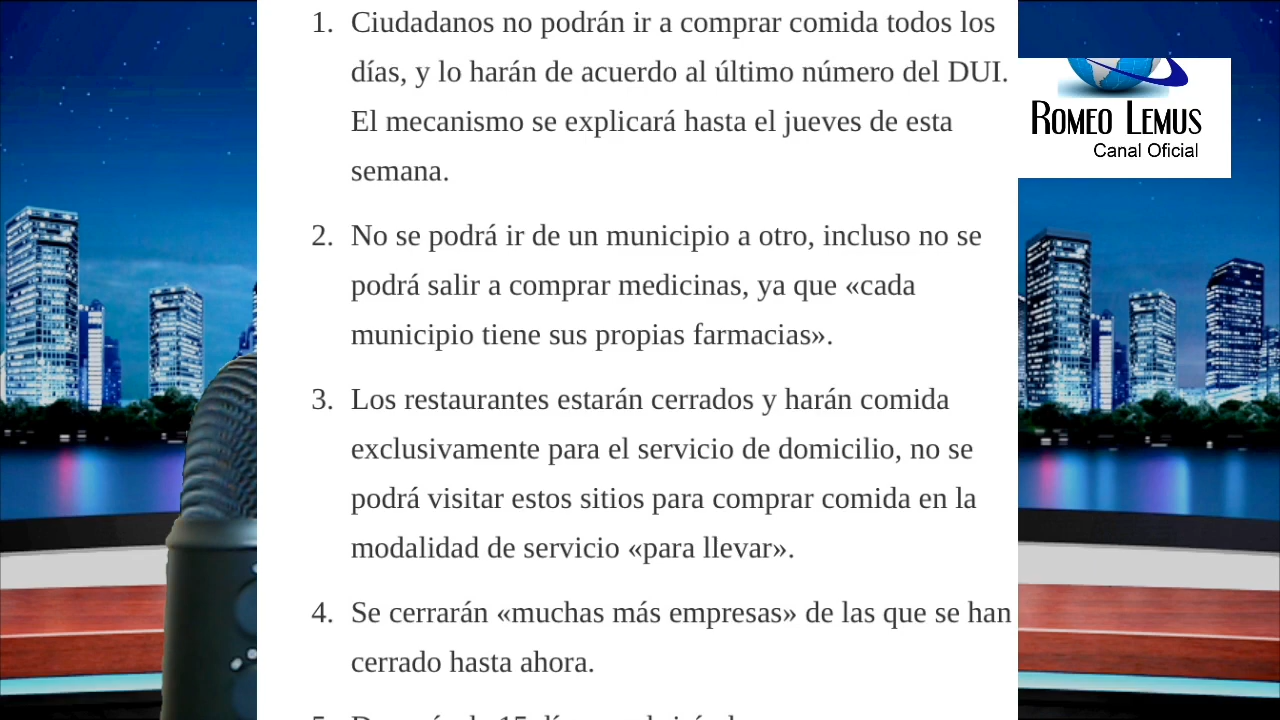 1. Ciudadanos no podrán ir a comprar comida todos los
días, y lo harán de acuerdo al último número del DUI.
El mecanismo se explicará hasta el jueves de esta
semana.
2. No se podrá ir de un municipio a otro, incluso no se
podrá salir a comprar medicinas, ya que «cada
municipio tiene sus propias farmacias».
3. Los restaurantes estarán cerrados y harán comida
exclusivamente para el servicio de domicilio, no se
podrá visitar estos sitios para comprar comida en la
modalidad de servicio «para llevar».
4. Se cerrarán «muchas más empresas» de las que se han
cerrado hasta ahora.
ROMEO LEMUS
Canal Oficial